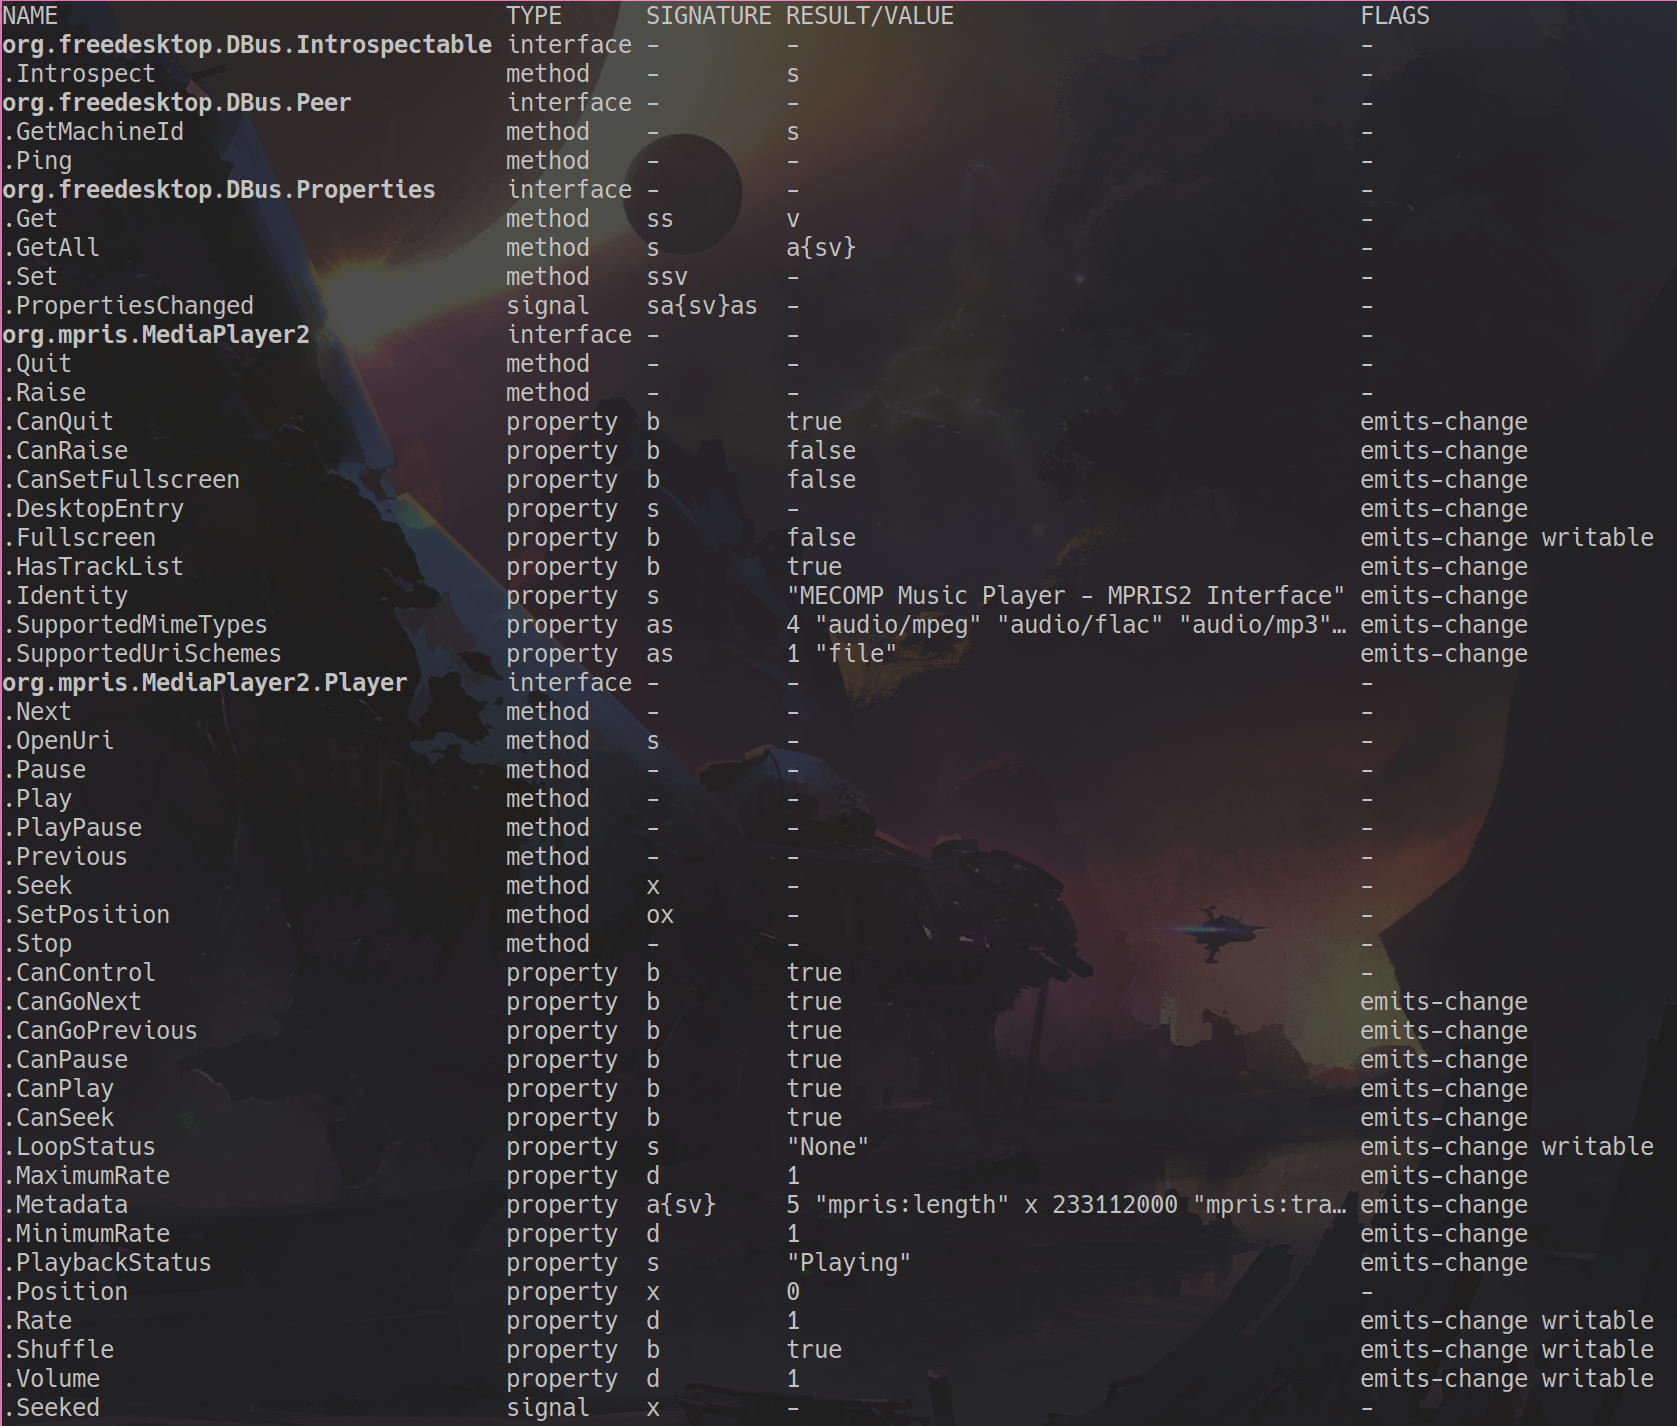 NAME TYPE SIGNATURE RESULT/VALUE FLAGS
org.freedesktop.DBus.Introspectable interface - - -
.Introspect method - s -
org.freedesktop.DBus.Peer interface - - -
.GetMachineId method - s -
.Ping method - - -
org.freedesktop.DBus.Properties interface - - -
.Get method ss v -
.GetAll method s a{sv} -
.Set method ssv - -
.PropertiesChanged signal sa{sv}as - -
org.mpris.MediaPlayer2 interface - - -
.Quit method - - -
.Raise method - - -
.CanQuit property b true emits-change
.CanRaise property b false emits-change
.CanSetFullscreen property b false emits-change
.DesktopEntry property s - emits-change
.Fullscreen property b false emits-change writable
.HasTrackList property b true emits-change
.Identity property s "MECOMP Music Player - MPRIS2 Interface" emits-change
.SupportedMimeTypes property as 4 "audio/mpeg" "audio/flac" "audio/mp3"… emits-change
.SupportedUriSchemes property as 1 "file" emits-change
org.mpris.MediaPlayer2.Player interface - - -
.Next method - - -
.OpenUri method s - -
.Pause method - - -
.Play method - - -
.PlayPause method - - -
.Previous method - - -
.Seek method x - -
.SetPosition method ox - -
.Stop method - - -
.CanControl property b true -
.CanGoNext property b true emits-change
.CanGoPrevious property b true emits-change
.CanPause property b true emits-change
.CanPlay property b true emits-change
.CanSeek property b true emits-change
.LoopStatus property s "None" emits-change writable
.MaximumRate property d 1 emits-change
.Metadata property a{sv} 5 "mpris:length" x 233112000 "mpris:tra… emits-change
.MinimumRate property d 1 emits-change
.PlaybackStatus property s "Playing" emits-change
.Position property x 0 -
.Rate property d 1 emits-change writable
.Shuffle property b true emits-change writable
.Volume property d 1 emits-change writable
.Seeked signal x - -